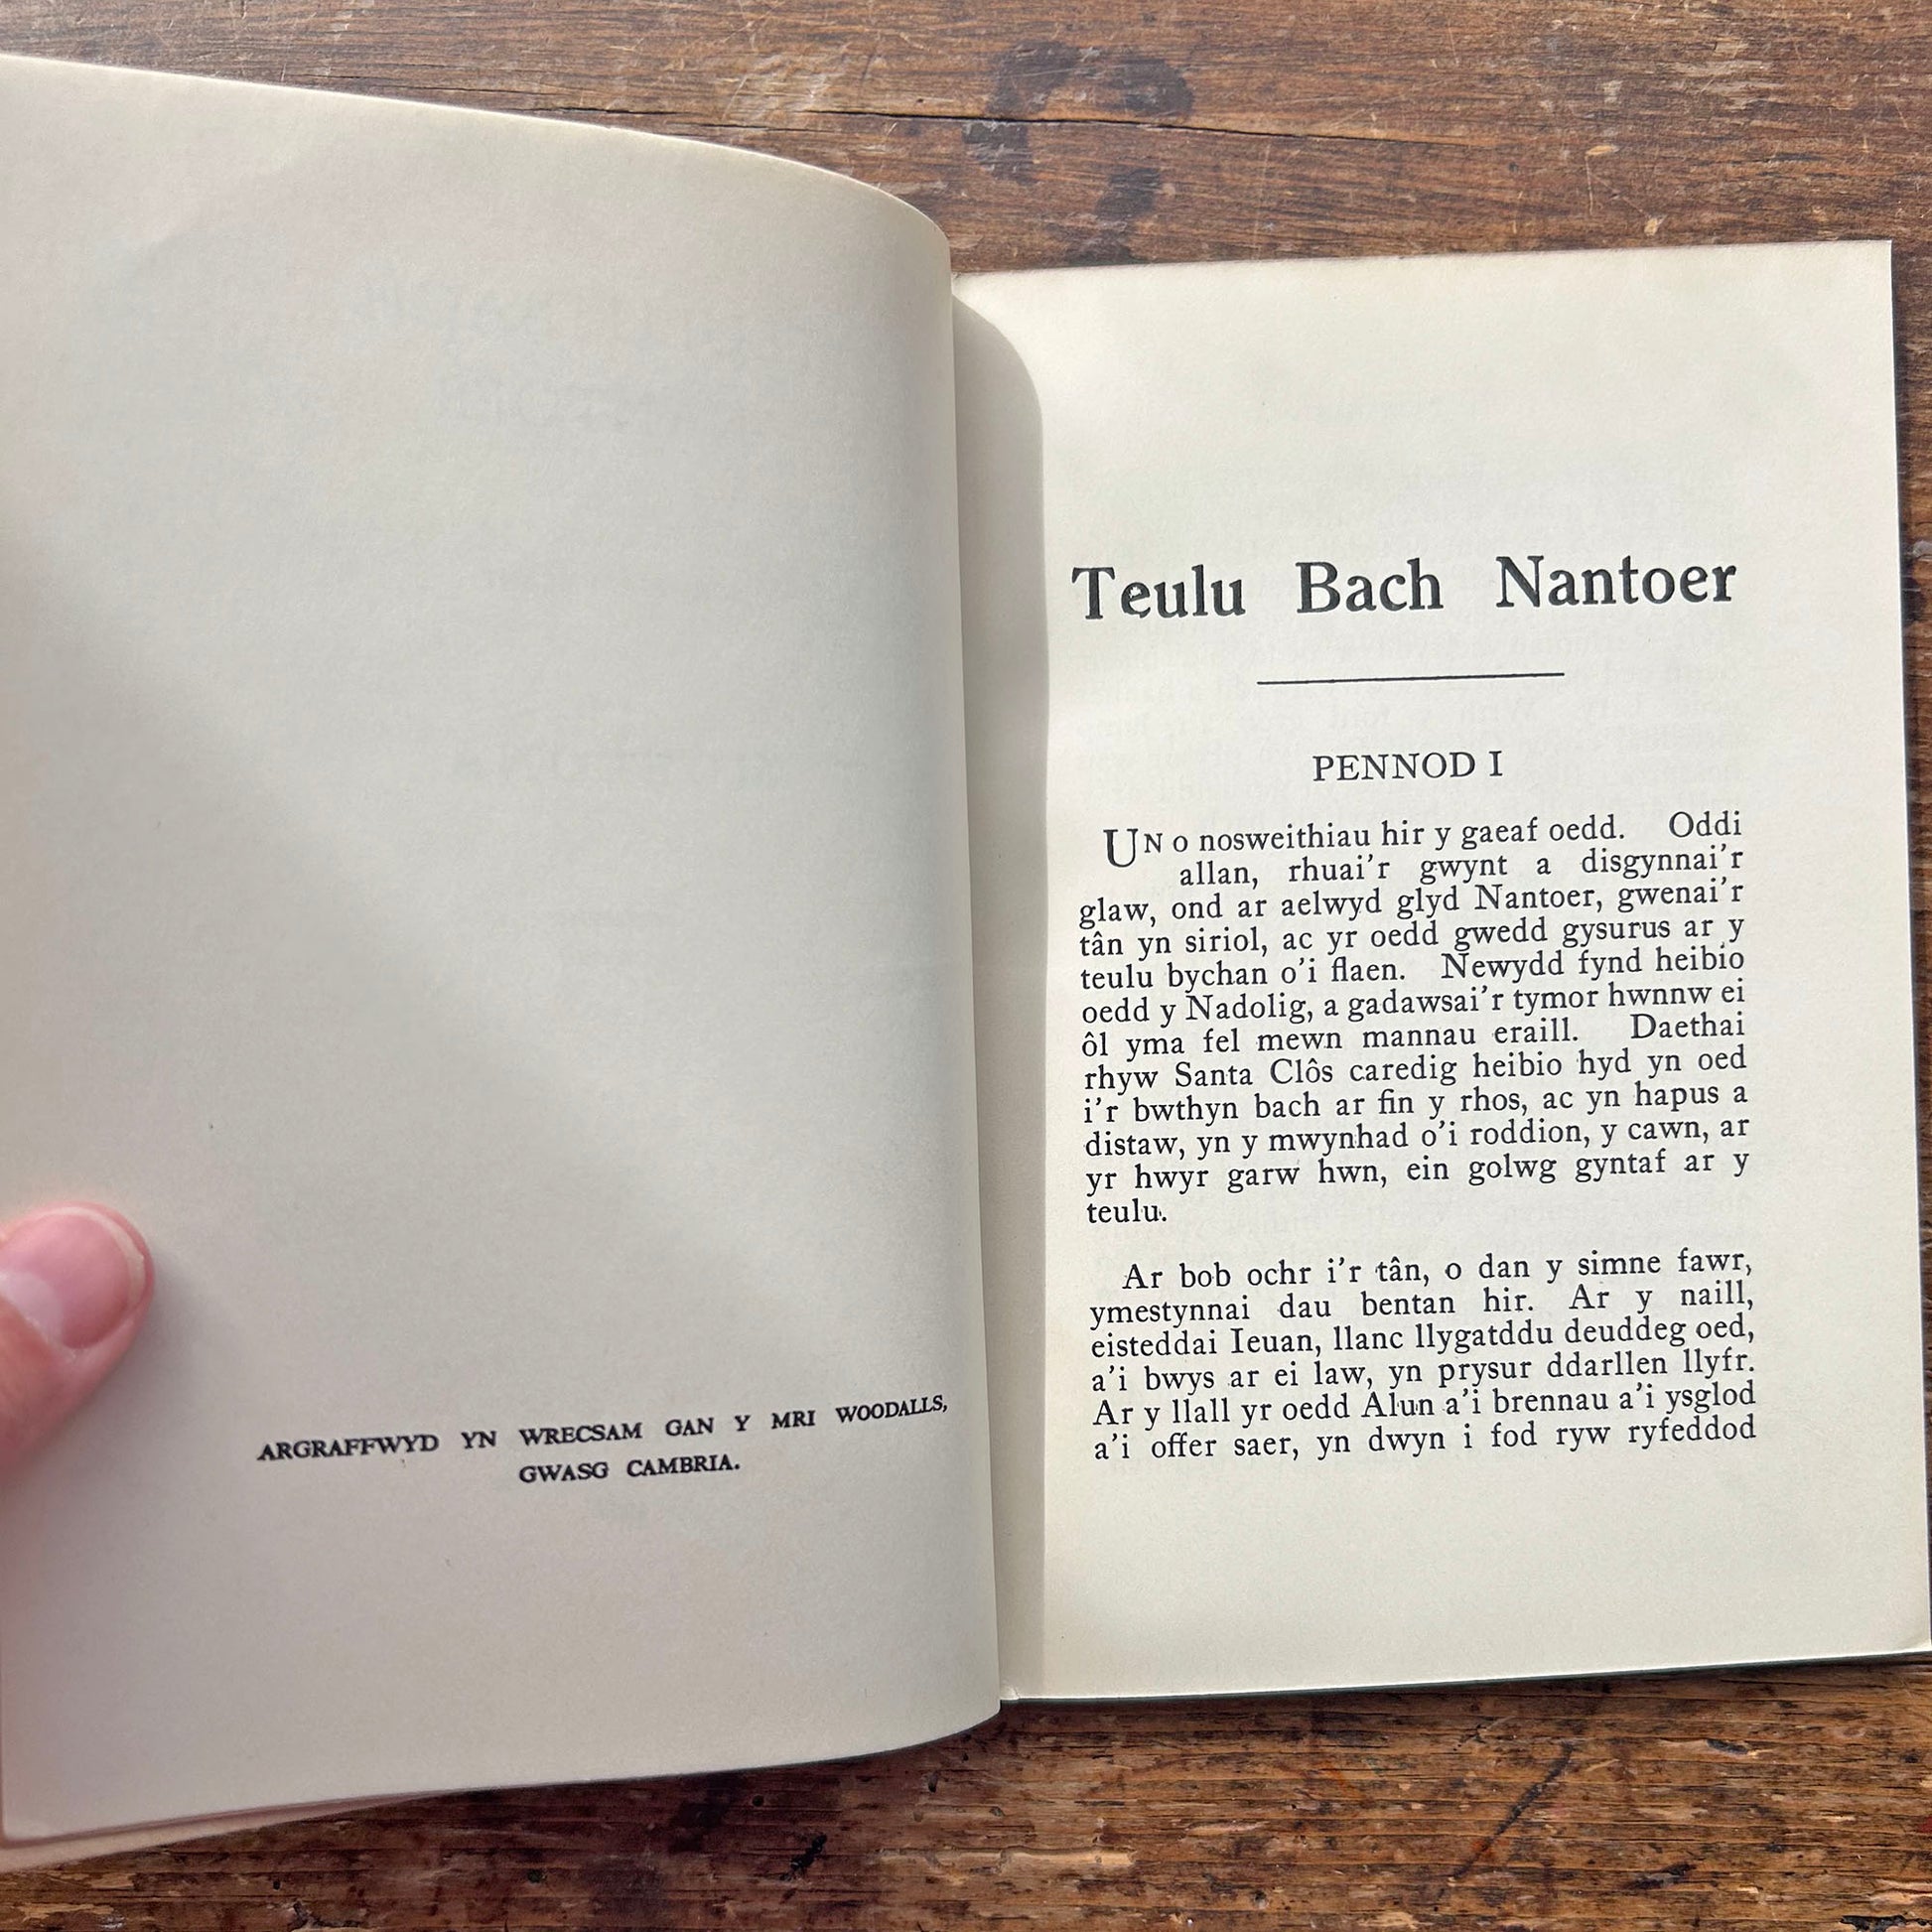 ARGRAFFWYD YN WRECSAM GAN Y MRI WOODALLS,
GWASG CAMBRIA.
Teulu Bach Nantoer
PENNOD I
UN o nosweithiau hir y gaeaf oedd. Oddi
allan, rhuai'r gwynt a disgynnai'r
glaw, ond ar aelwyd glyd Nantoer, gwenai'r
tân yn siriol, ac yr oedd gwedd gysurus ar y
teulu bychan o'i flaen. Newydd fynd heibio
oedd y Nadolig, a gadawsai'r tymor hwnnw ei
ôl yma fel mewn mannau eraill. Daethai
rhyw Santa Clôs caredig heibio hyd yn oed
i'r bwthyn bach ar fin y rhos, ac yn hapus a
distaw, yn y mwynhad o'i roddion, y cawn, ar
yr hwyr garw hwn, ein golwg gyntaf ar y
teulu.
Ar bob ochr i'r tân, o dan y simne fawr,
ymestynnai dau bentan hir. Ar y naill,
eisteddai Ieuan, llanc llygatddu deuddeg oed,
a'i bwys ar ei law, yn prysur ddarllen llyfr.
Ar y llall yr oedd Alun a'i brennau a'i ysglod
a'i offer saer, yn dwyn i fod ryw ryfeddod